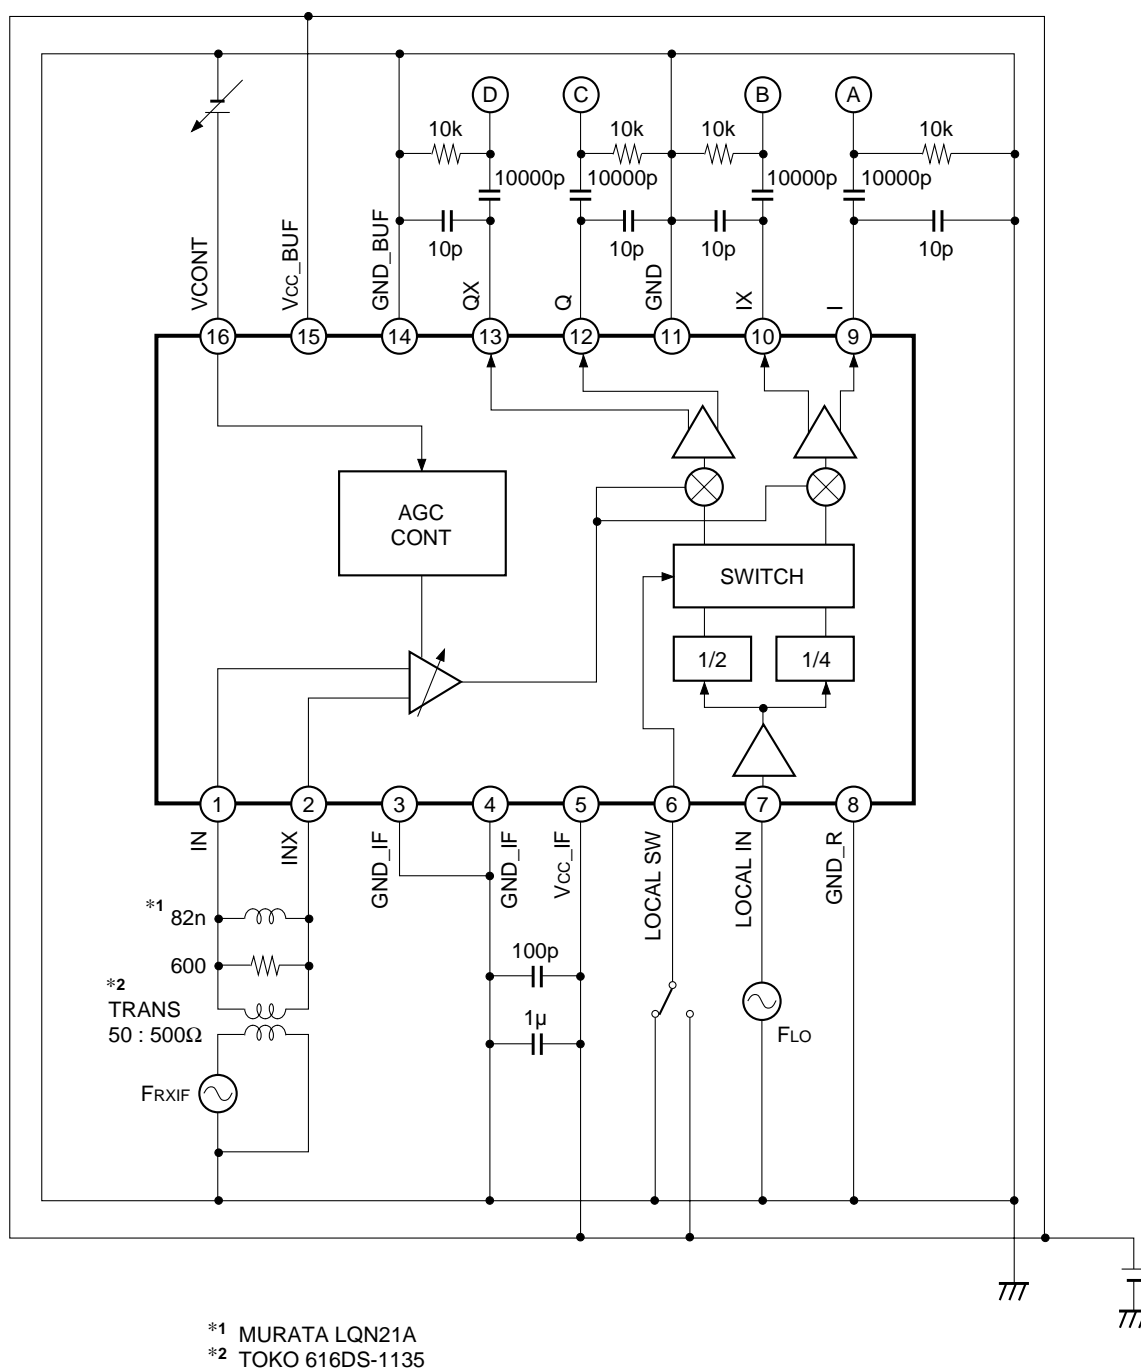 D
C
B
A
10k
10k
10k
10k
10000p
10000p
10000p
10000p
10p
10p
10p
10p
VCONT
VCC_BUF
GND_BUF
QX
Q
GND
IX
I
16
15
14
13
12
11
10
9
AGC
CONT
SWITCH
1/2
1/4
1
2
3
4
5
6
7
8
IN
INX
GND_IF
GND_IF
VCC_IF
LOCAL SW
LOCAL IN
GND_R
*1 82n
600
*2
TRANS
50 : 500Ω
100p
1µ
FLO
FRXIF
*1 MURATA LQN21A
*2 TOKO 616DS-1135